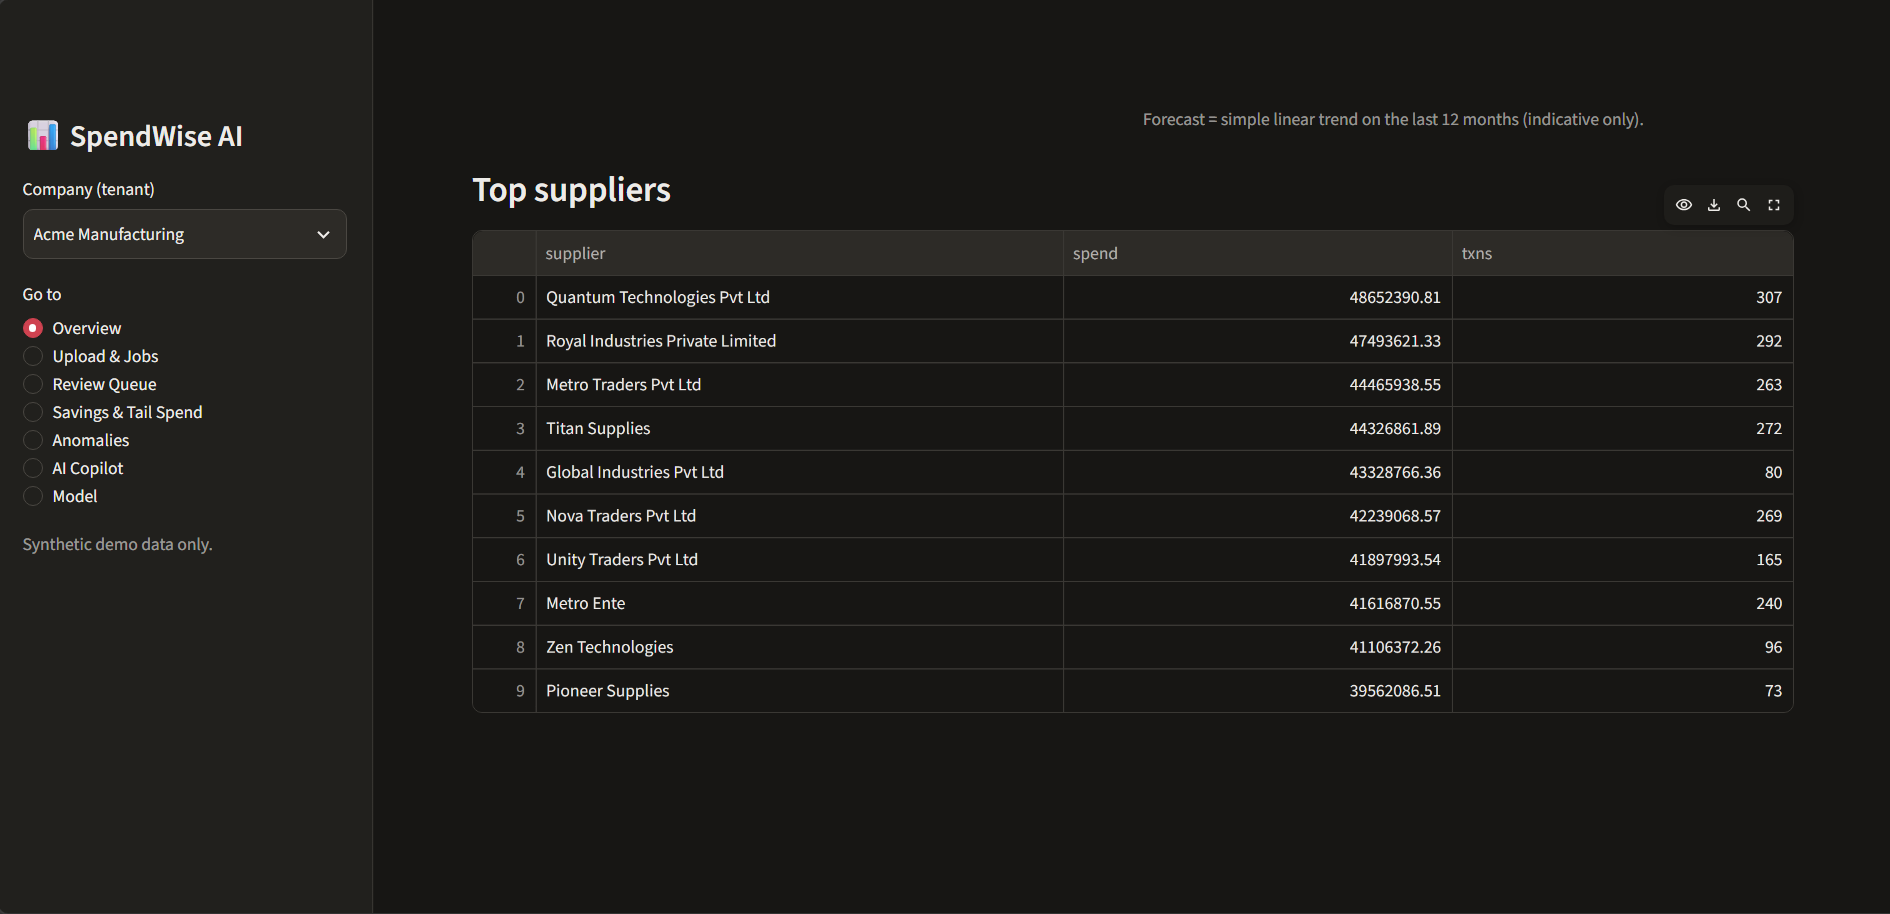 SpendWise AI
Company (tenant)
Acme Manufacturing
Go to
Overview
Upload & Jobs
Review Queue
Savings & Tail Spend
Anomalies
AI Copilot
Model
Synthetic demo data only.
Forecast = simple linear trend on the last 12 months (indicative only).
Top suppliers
supplier spend txns
0 Quantum Technologies Pvt Ltd 48652390.81 307
1 Royal Industries Private Limited 47493621.33 292
2 Metro Traders Pvt Ltd 44465938.55 263
3 Titan Supplies 44326861.89 272
4 Global Industries Pvt Ltd 43328766.36 80
5 Nova Traders Pvt Ltd 42239068.57 269
6 Unity Traders Pvt Ltd 41897993.54 165
7 Metro Ente 41616870.55 240
8 Zen Technologies 41106372.26 96
9 Pioneer Supplies 39562086.51 73